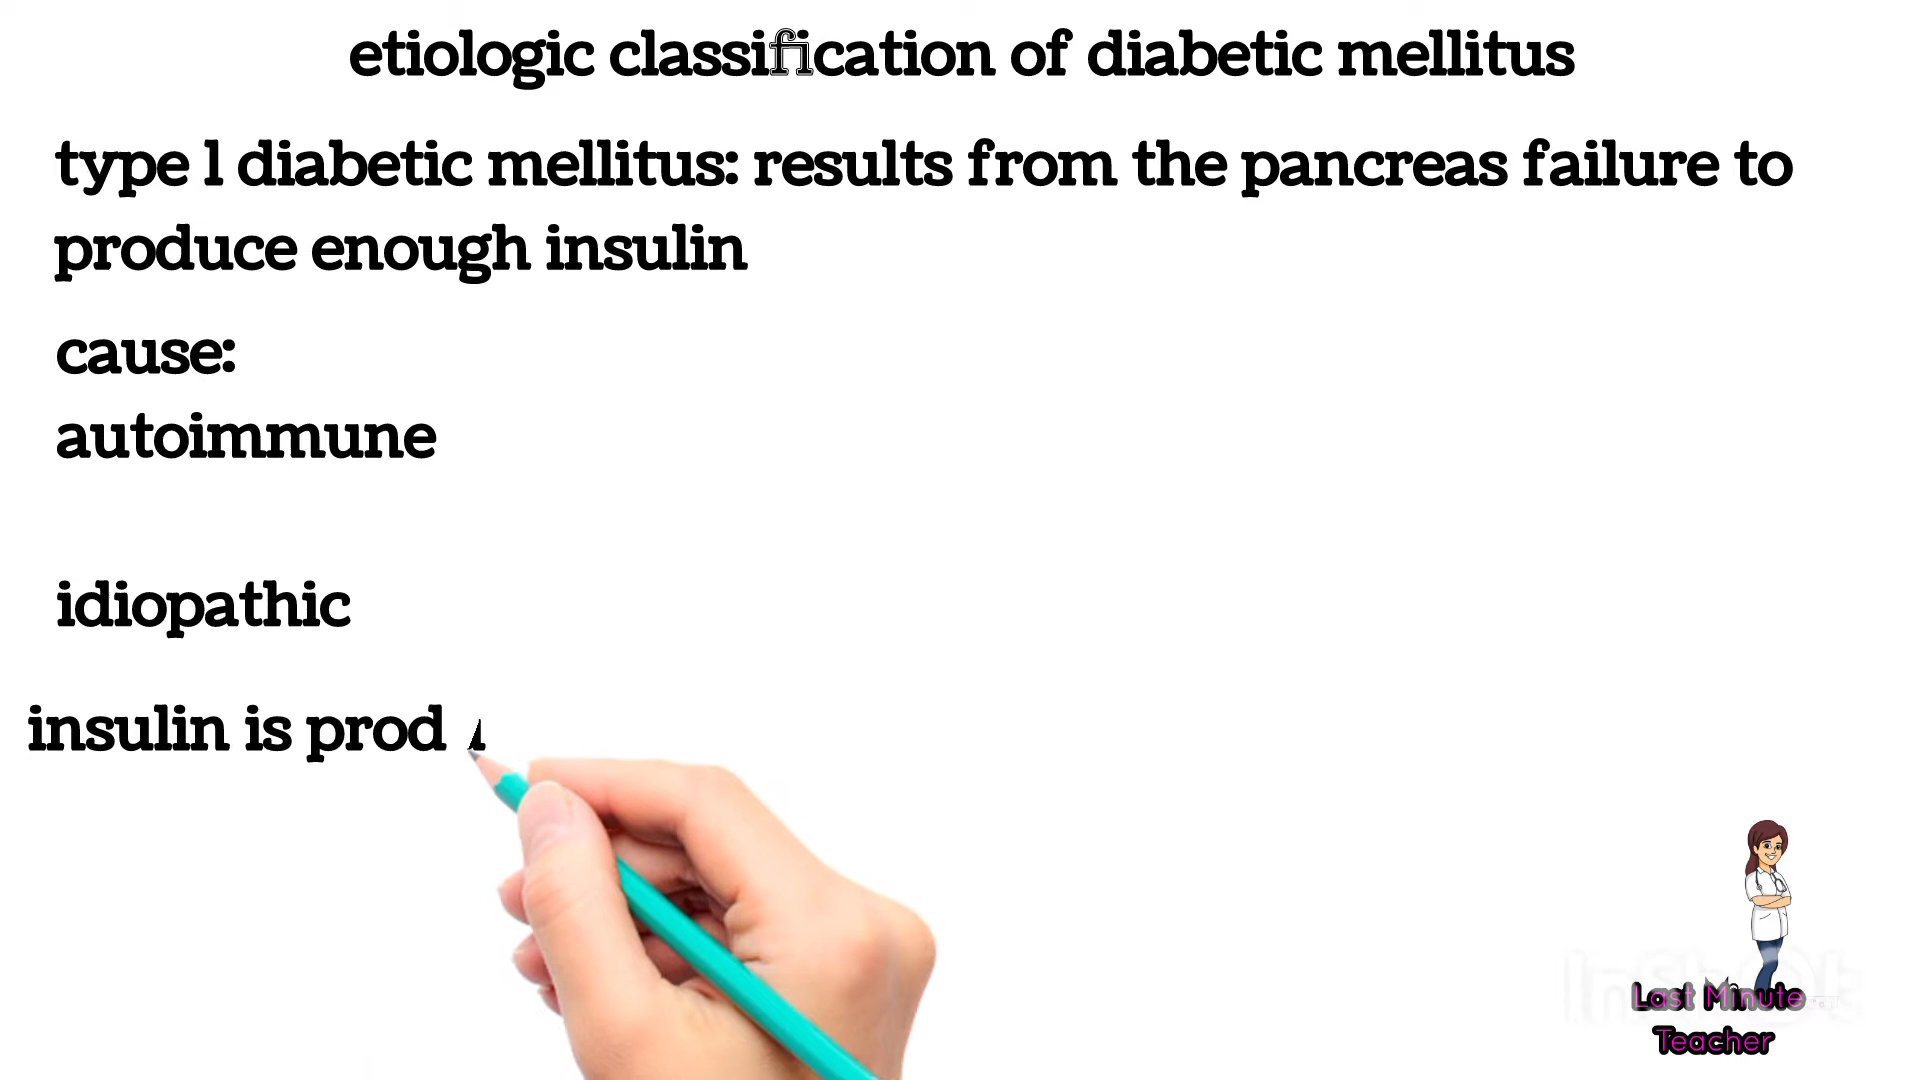 etiologic classification of diabetic mellitus
type 1 diabetic mellitus: results from the pancreas failure to
produce enough insulin
cause:
autoimmune
idiopathic
insulin is prod
InShot
Last Minute
Teacher